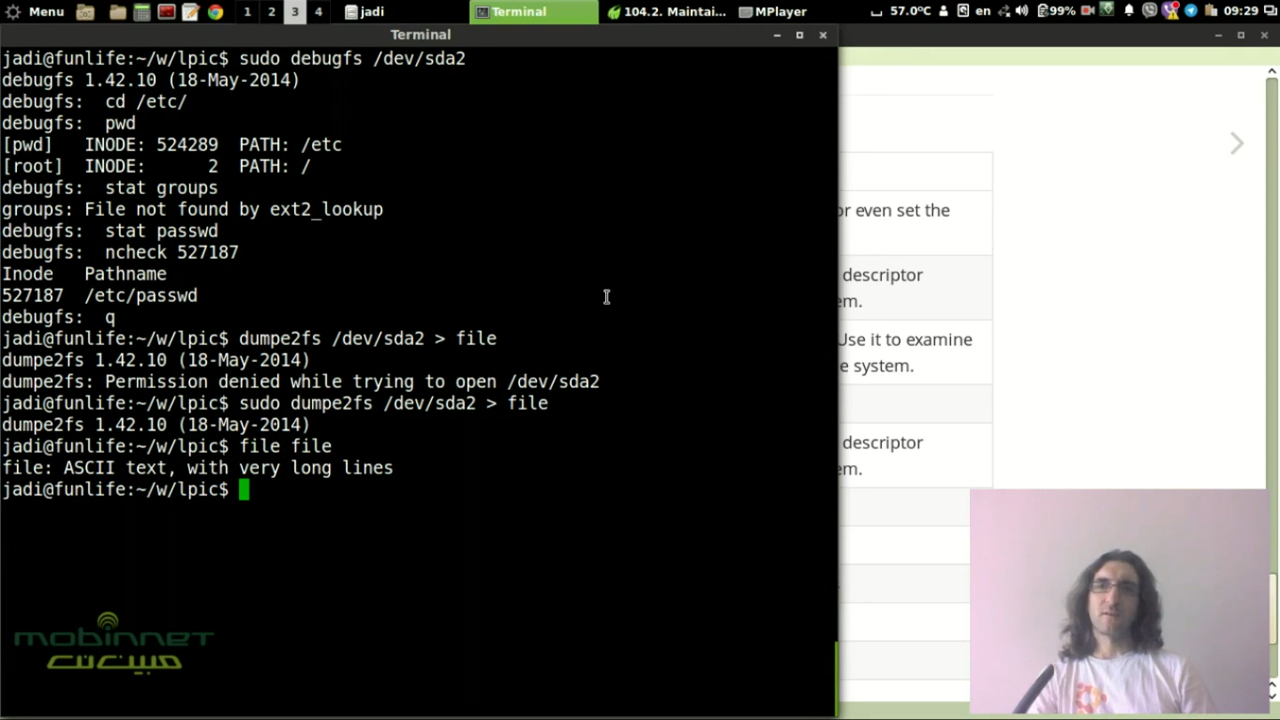 Menu 1 2 3 4 jadi Terminal 104.2. Maintai... MPlayer 57.0°C en 99% 09:29
Terminal
jadi@funlife:~/w/lpic$ sudo debugfs /dev/sda2
debugfs 1.42.10 (18-May-2014)
debugfs:  cd /etc/
debugfs:  pwd
[pwd]   INODE: 524289  PATH: /etc
[root]  INODE:      2  PATH: /
debugfs:  stat groups
groups: File not found by ext2_lookup
debugfs:  stat passwd
debugfs:  ncheck 527187
Inode   Pathname
527187  /etc/passwd
debugfs:  q
jadi@funlife:~/w/lpic$ dumpe2fs /dev/sda2 > file
dumpe2fs 1.42.10 (18-May-2014)
dumpe2fs: Permission denied while trying to open /dev/sda2
jadi@funlife:~/w/lpic$ sudo dumpe2fs /dev/sda2 > file
dumpe2fs 1.42.10 (18-May-2014)
jadi@funlife:~/w/lpic$ file file
file: ASCII text, with very long lines
jadi@funlife:~/w/lpic$
or even set the
descriptor
em.
Use it to examine
e system.
descriptor
em.
mobinnet
مبین نت